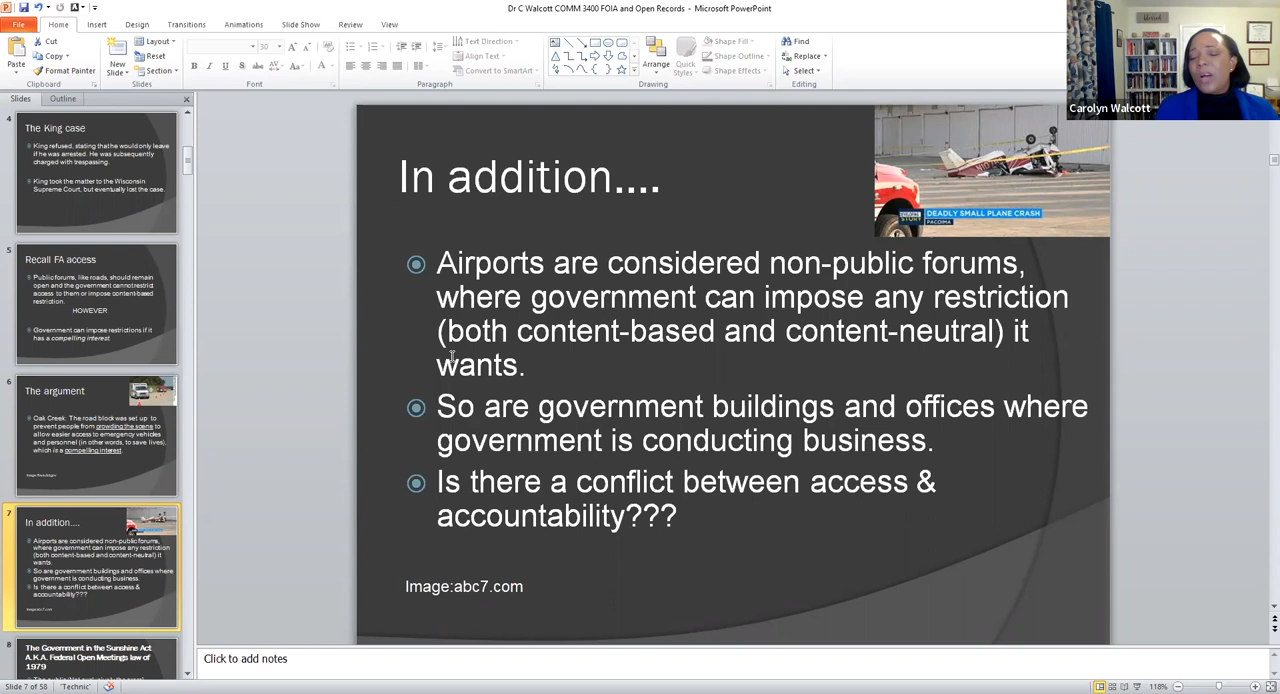 Dr C Walcott COMM 3400 FOIA and Open Records - Microsoft PowerPoint
File Home Insert Design Transitions Animations Slide Show Review View
Cut
Copy
Format Painter
Paste
Clipboard
New
Slide
Layout
Reset
Section
Slides
30
Font
Text Direction
Align Text
Convert to SmartArt
Paragraph
Arrange
Quick
Styles
Shape Fill
Shape Outline
Shape Effects
Drawing
Find
Replace
Select
Editing
Carolyn Walcott
Slides Outline
4
The King case
King refused, stating that he would only leave
if he was arrested. He was subsequently
charged with trespassing.
King took the matter to the Wisconsin
Supreme Court, but eventually lost the case.
5
Recall FA access
Public forums, like roads, should remain
open and the government cannot restrict
access to them or impose content-based
restriction.
HOWEVER
Government can impose restrictions if it
has a compelling interest.
6
The argument
Oak Creek: The road block was set up to
prevent people from crowding the scene
to allow easier access to emergency vehicles
and personnel (in other words, to save lives),
which is a compelling interest.
7
In addition....
Airports are considered non-public forums,
where government can impose any restriction
(both content-based and content-neutral) it
wants.
So are government buildings and offices where
government is conducting business.
Is there a conflict between access &
accountability???
Image:abc7.com
8
The Government in the Sunshine Act
A.K.A. Federal Open Meetings law of
1979
In addition....
DEADLY SMALL PLANE CRASH
PACOIMA
Airports are considered non-public forums,
where government can impose any restriction
(both content-based and content-neutral) it
wants.
So are government buildings and offices where
government is conducting business.
Is there a conflict between access &
accountability???
Image:abc7.com
Click to add notes
Slide 7 of 58 "Technic" 118%